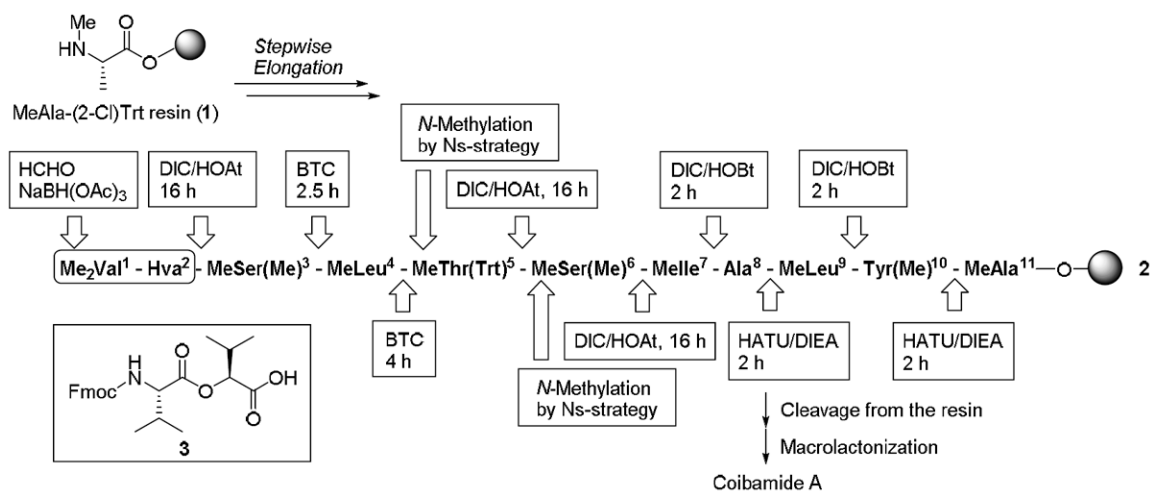 Me
HN
O
O
MeAla-(2-Cl)Trt resin (1)
Stepwise
Elongation
HCHO
NaBH(OAc)3
DIC/HOAt
16 h
BTC
2.5 h
N-Methylation
by Ns-strategy
DIC/HOAt, 16 h
DIC/HOBt
2 h
DIC/HOBt
2 h
Me2Val1 - Hva2 - MeSer(Me)3 - MeLeu4 - MeThr(Trt)5 - MeSer(Me)6 - MeIle7 - Ala8 - MeLeu9 - Tyr(Me)10 - MeAla11 — O 2
BTC
4 h
N-Methylation
by Ns-strategy
DIC/HOAt, 16 h
HATU/DIEA
2 h
HATU/DIEA
2 h
Fmoc
H
N
O
O
OH
O
3
Cleavage from the resin
Macrolactonization
Coibamide A